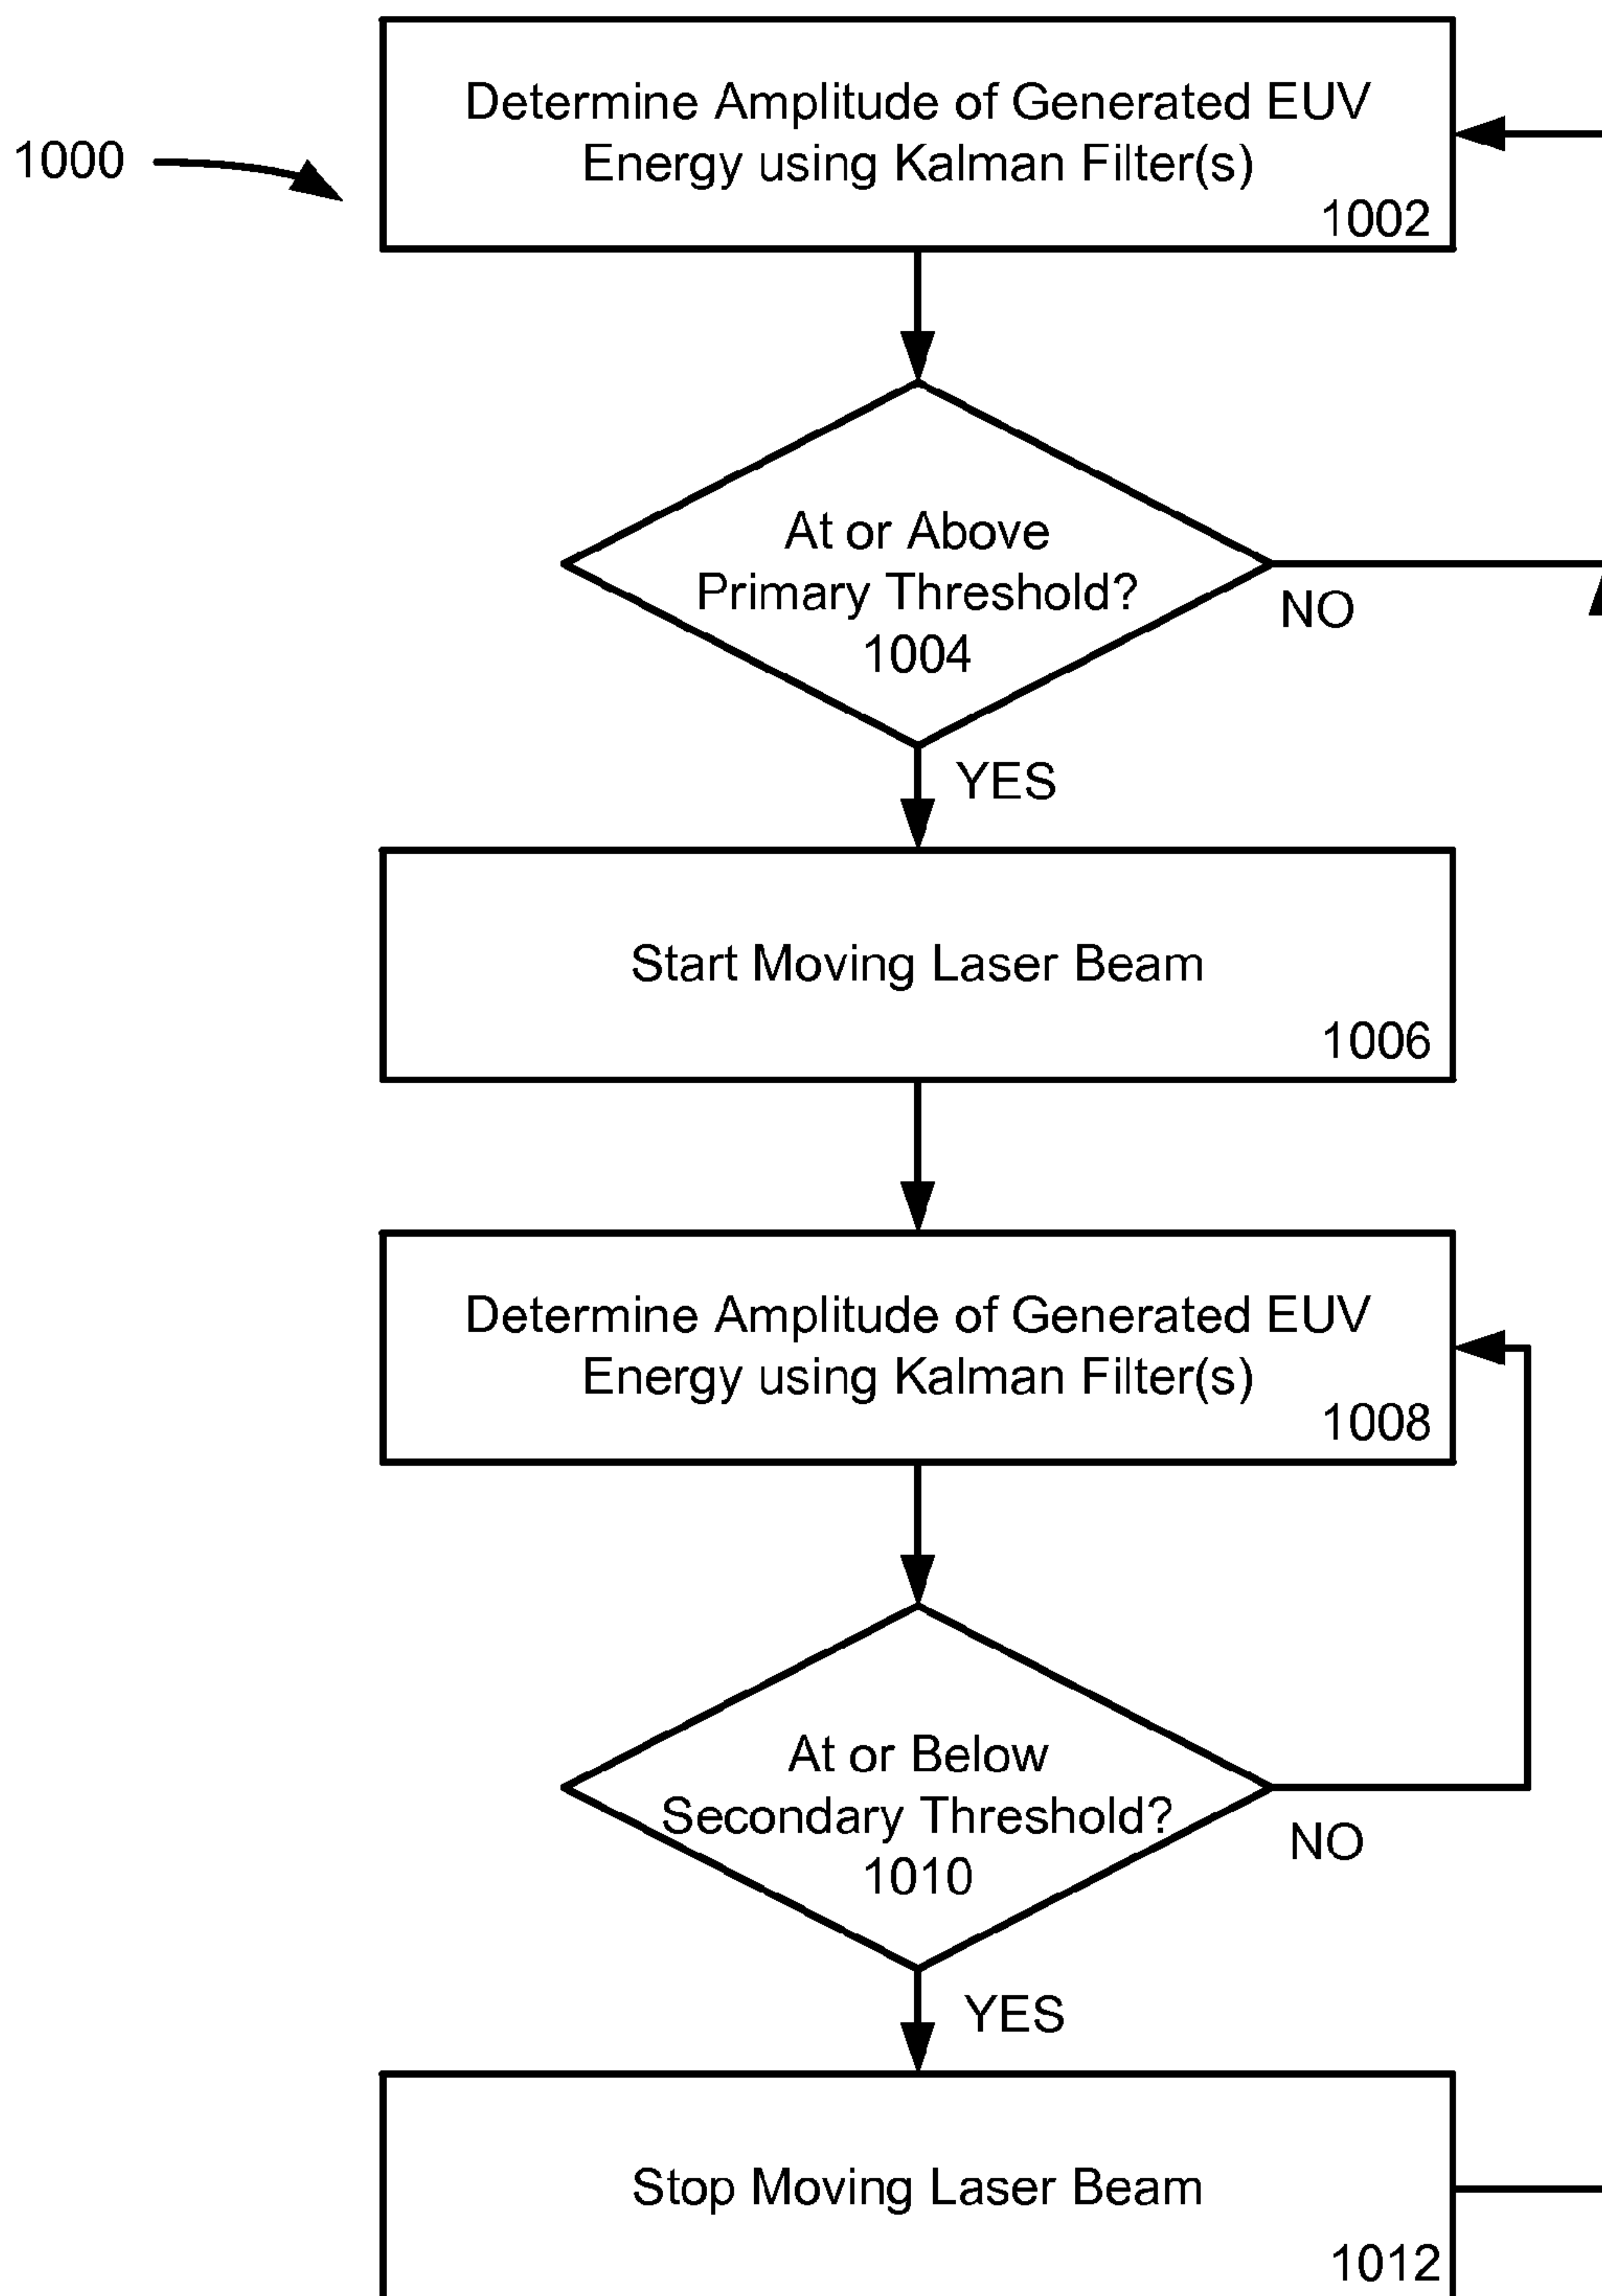 1000
Determine Amplitude of Generated EUV
Energy using Kalman Filter(s)
1002
At or Above
Primary Threshold?
1004
NO
YES
Start Moving Laser Beam
1006
Determine Amplitude of Generated EUV
Energy using Kalman Filter(s)
1008
At or Below
Secondary Threshold?
1010
NO
YES
Stop Moving Laser Beam
1012